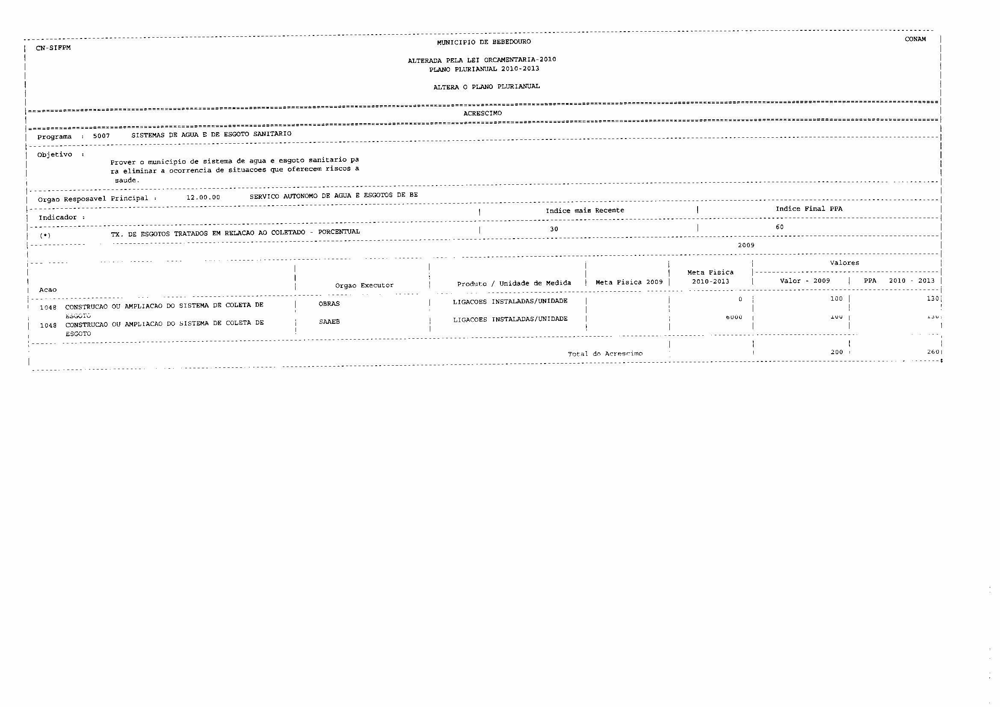 CN-SIFPM MUNICIPIO DE BEBEDOURO CONAM
ALTERADA PELA LEI ORCAMENTARIA-2010
PLANO PLURIANUAL 2010-2013
ALTERA O PLANO PLURIANUAL
ACRESCIMO
Programa : 5007 SISTEMAS DE AGUA E DE ESGOTO SANITARIO
Objetivo :
Prover o municipio de sistema de agua e esgoto sanitario pa
ra eliminar a ocorrencia de situacoes que oferecem riscos a
saude.
Orgao Resposavel Principal : 12.00.00 SERVICO AUTONOMO DE AGUA E ESGOTOS DE BE
Indicador : | Indice mais Recente | Indice Final PPA
(*) TX. DE ESGOTOS TRATADOS EM RELACAO AO COLETADO - PORCENTUAL | 30 | 60
2009
Valores
Meta Fisica
Acao | Orgao Executor | Produto / Unidade de Medida | Meta Fisica 2009 | 2010-2013 | Valor - 2009 | PPA 2010 - 2013
1048 CONSTRUCAO OU AMPLIACAO DO SISTEMA DE COLETA DE | OBRAS | LIGACOES INSTALADAS/UNIDADE | | 0 | 100 | 130
ESGOTO
1048 CONSTRUCAO OU AMPLIACAO DO SISTEMA DE COLETA DE | SAAEB | LIGACOES INSTALADAS/UNIDADE | | 6000 | 100 | 130
ESGOTO
Total do Acrescimo | | 200 | 260